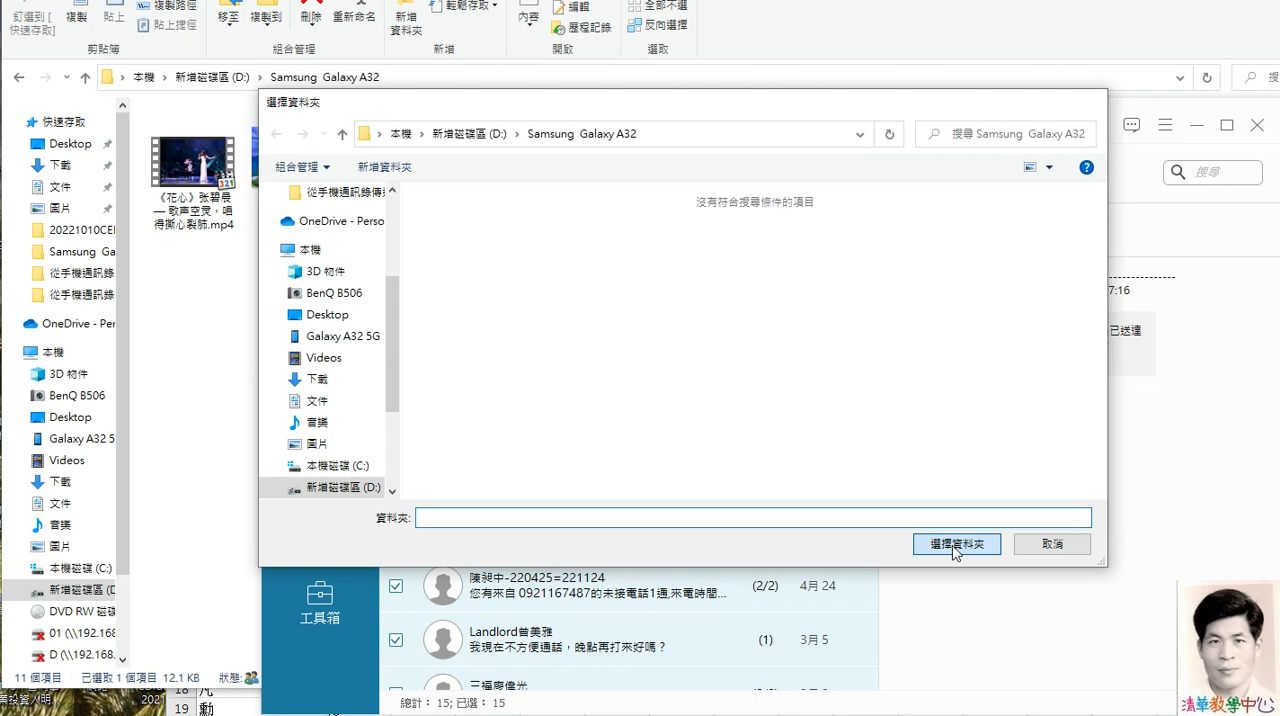 釘選到 [
快速存取]
複製
貼上
複製路徑
貼上捷徑
剪貼簿
移至
複製到
刪除
重新命名
組合管理
新增
資料夾
輕鬆存取
新增
內容
編輯
歷程記錄
開啟
全部不選
反向選擇
選取
本機 › 新增磁碟區 (D:) › Samsung Galaxy A32
搜
快速存取
Desktop
下載
文件
圖片
20221010CE
Samsung Ga
從手機通訊錄
從手機通訊錄
OneDrive - Per
本機
3D 物件
BenQ B506
Desktop
Galaxy A32 5
Videos
下載
文件
音樂
圖片
本機磁碟 (C:)
新增磁碟區 (D
DVD RW 磁碟
01 (\\192.168
D (\\192.168.
11 個項目
已選取 1 個項目
12.1 KB
狀態:
《花心》张碧晨
— 歌声空灵，唱
得撕心裂肺.mp4
選擇資料夾
本機 › 新增磁碟區 (D:) › Samsung Galaxy A32
搜尋 Samsung Galaxy A32
組合管理
新增資料夾
從手機通訊錄傳
OneDrive - Perso
本機
3D 物件
BenQ B506
Desktop
Galaxy A32 5G
Videos
下載
文件
音樂
圖片
本機磁碟 (C:)
新增磁碟區 (D:)
沒有符合搜尋條件的項目
資料夾:
選擇資料夾
取消
搜尋
7:16
已送達
工具箱
陳昶中-220425=221124
您有來自 0921167487的未接電話1通,來電時間...
(2/2)
4月 24
Landlord曾美雅
我現在不方便通話，晚點再打來好嗎？
(1)
3月 5
三福慶偉光
總計： 15; 已選： 15
業投資人明.
2021
18
凡
19
勳
清華教學中心